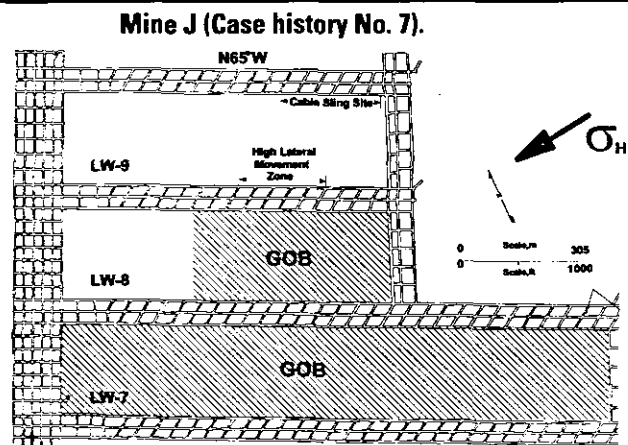 Mine J (Case history No. 7).
N65°W
Cable Sling Site
σH
High Lateral
Movement
Zone
LW-9
0 Scale,m 305
0 Scale,ft 1000
GOB
LW-8
GOB
LW-7